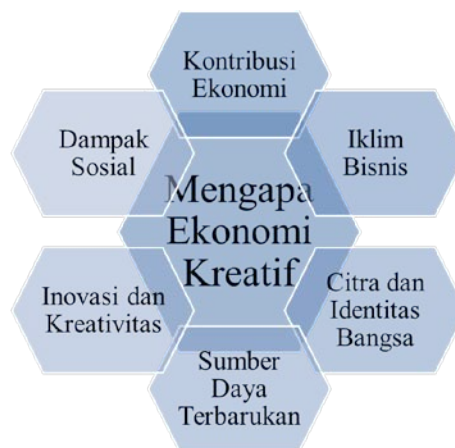 Kontribusi
Ekonomi
Dampak
Sosial
Iklim
Bisnis
Mengapa
Ekonomi
Kreatif
Inovasi dan
Kreativitas
Citra dan
Identitas
Bangsa
Sumber
Daya
Terbarukan